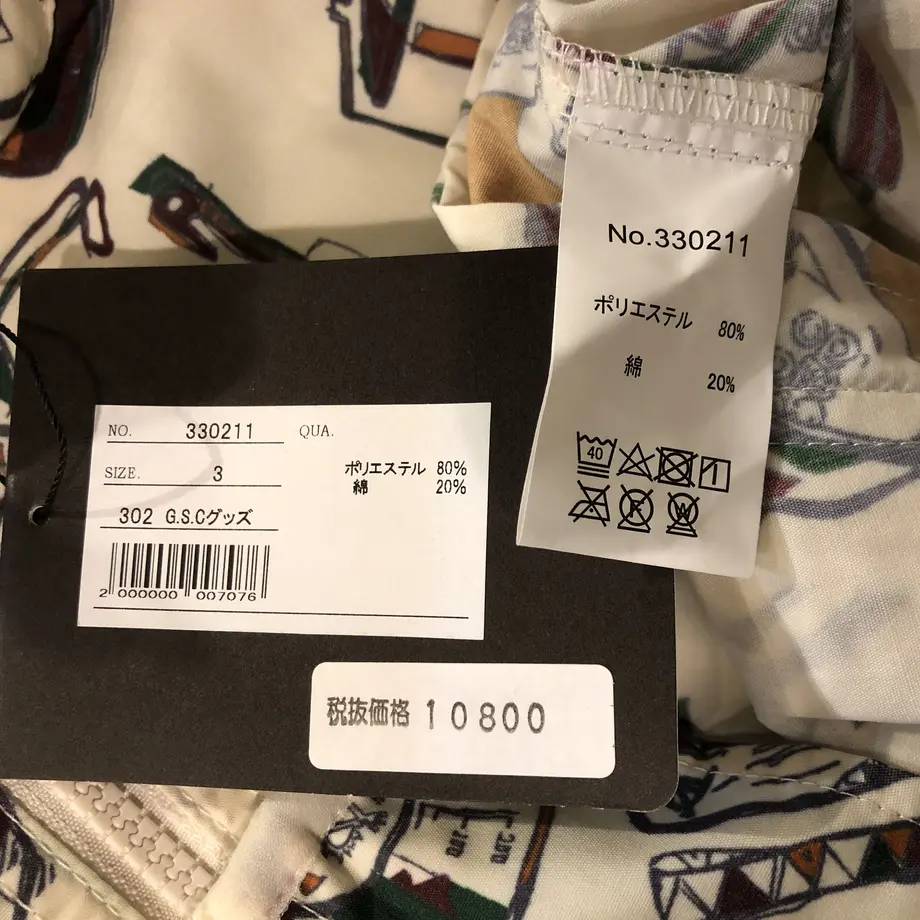 No.330211
ポリエステル 80%
綿 20%
40
NO. 330211 QUA.
SIZE. 3 ポリエステル 80%
綿 20%
302 G.S.Cグッズ
2 000000 007076
税抜価格 10800